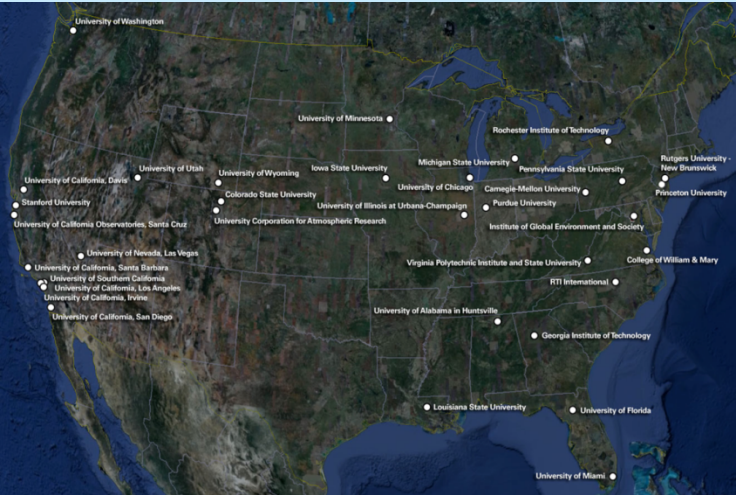 University of Washington
University of Minnesota
Rochester Institute of Technology
Michigan State University
Rutgers University -
New Brunswick
Pennsylvania State University
University of Utah
University of Wyoming
Iowa State University
University of California, Davis
University of Chicago
Carnegie-Mellon University
Princeton University
Colorado State University
Stanford University
University of Illinois at Urbana-Champaign
Purdue University
University of California Observatories, Santa Cruz
University Corporation for Atmospheric Research
Institute of Global Environment and Society
University of Nevada, Las Vegas
Virginia Polytechnic Institute and State University
College of William & Mary
University of California, Santa Barbara
University of Southern California
RTI International
University of California, Los Angeles
University of California, Irvine
University of Alabama in Huntsville
University of California, San Diego
Georgia Institute of Technology
Louisiana State University
University of Florida
University of Miami